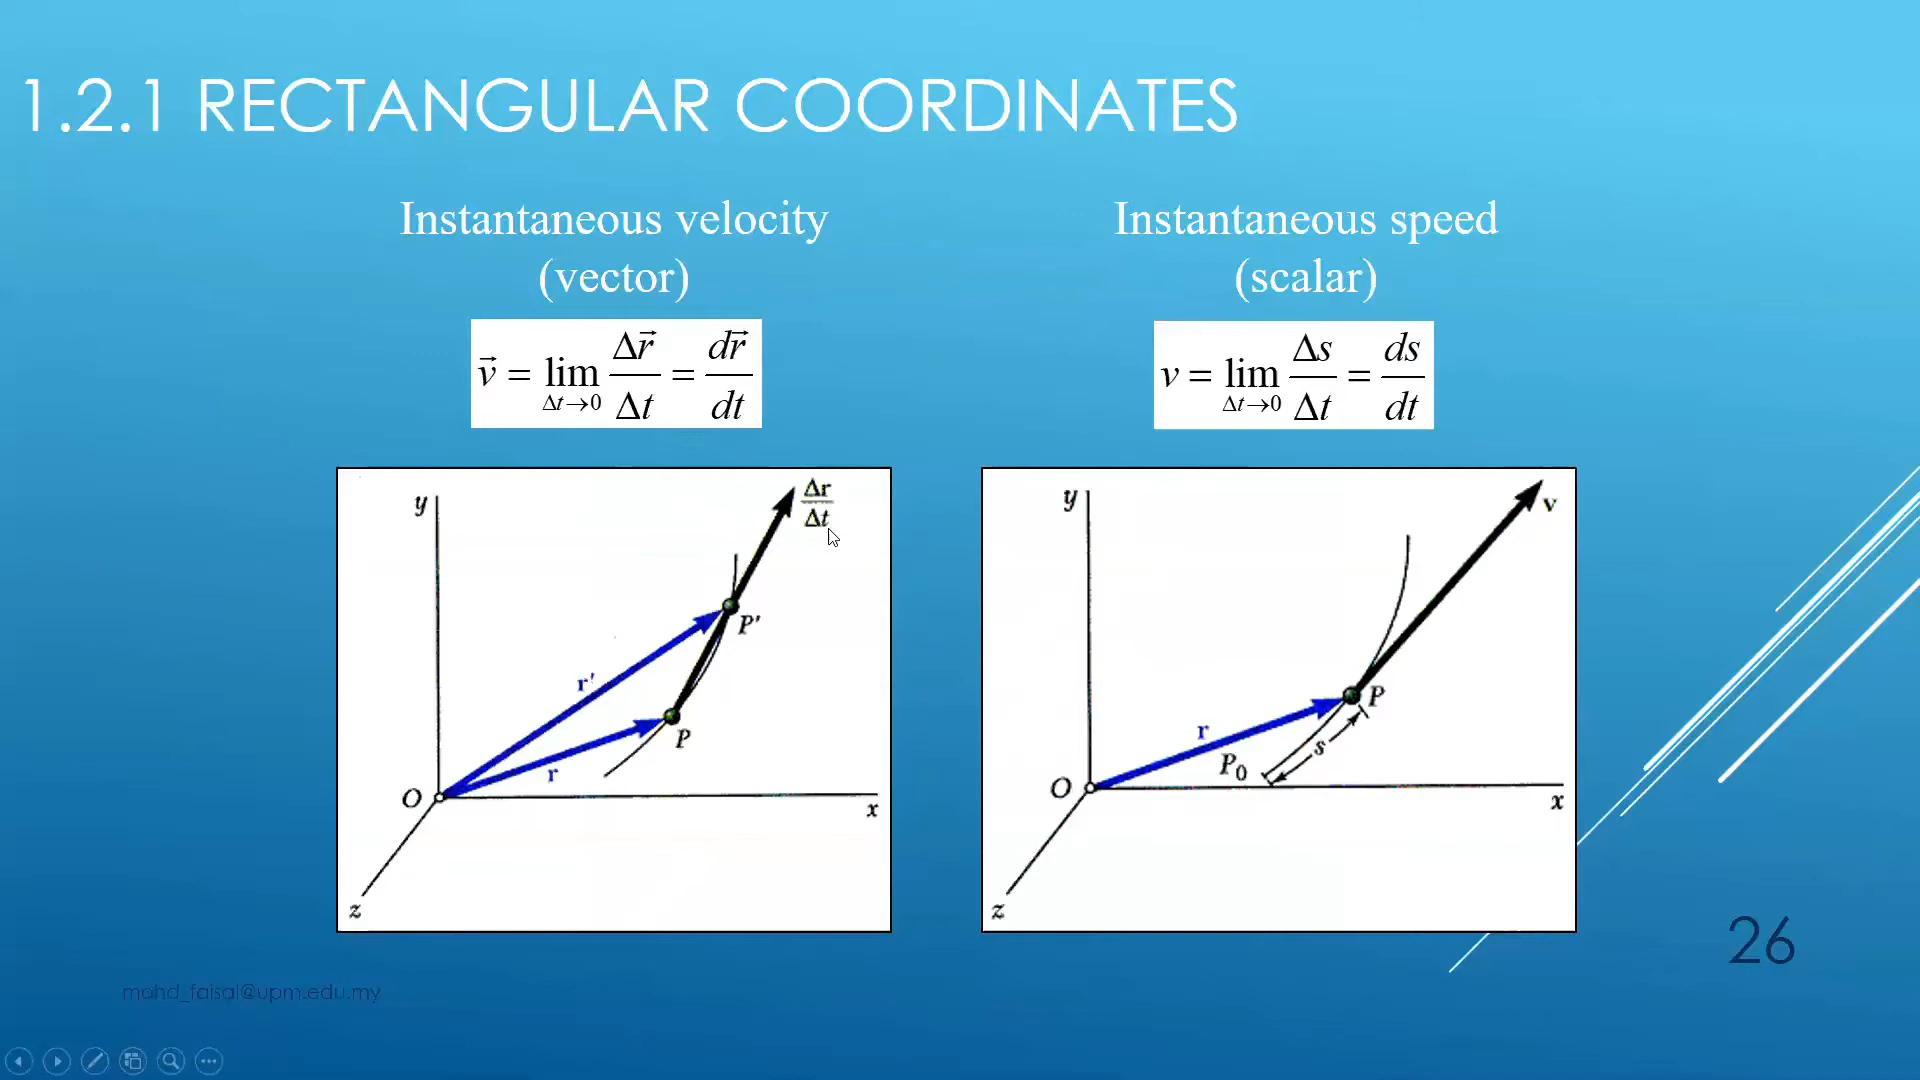 1.2.1 RECTANGULAR COORDINATES
Instantaneous velocity
(vector)
v⃗ = lim Δt→0 Δr⃗/Δt = dr⃗/dt
Instantaneous speed
(scalar)
v = lim Δt→0 Δs/Δt = ds/dt
y
Δr/Δt
P'
r'
P
r
O
x
z
y
v
P
r
s
P₀
O
x
z
26
mohd_faisal@upm.edu.my